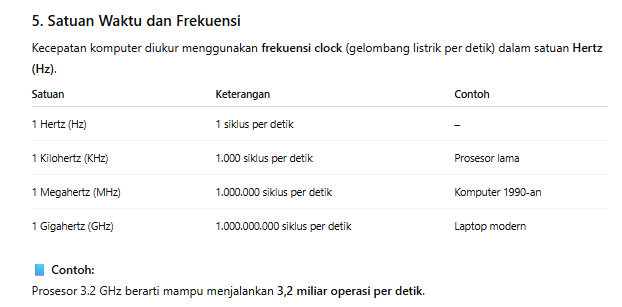 5. Satuan Waktu dan Frekuensi
Kecepatan komputer diukur menggunakan frekuensi clock (gelombang listrik per detik) dalam satuan Hertz
(Hz).
Satuan Keterangan Contoh
1 Hertz (Hz) 1 siklus per detik –
1 Kilohertz (KHz) 1.000 siklus per detik Prosesor lama
1 Megahertz (MHz) 1.000.000 siklus per detik Komputer 1990-an
1 Gigahertz (GHz) 1.000.000.000 siklus per detik Laptop modern
Contoh:
Prosesor 3.2 GHz berarti mampu menjalankan 3,2 miliar operasi per detik.